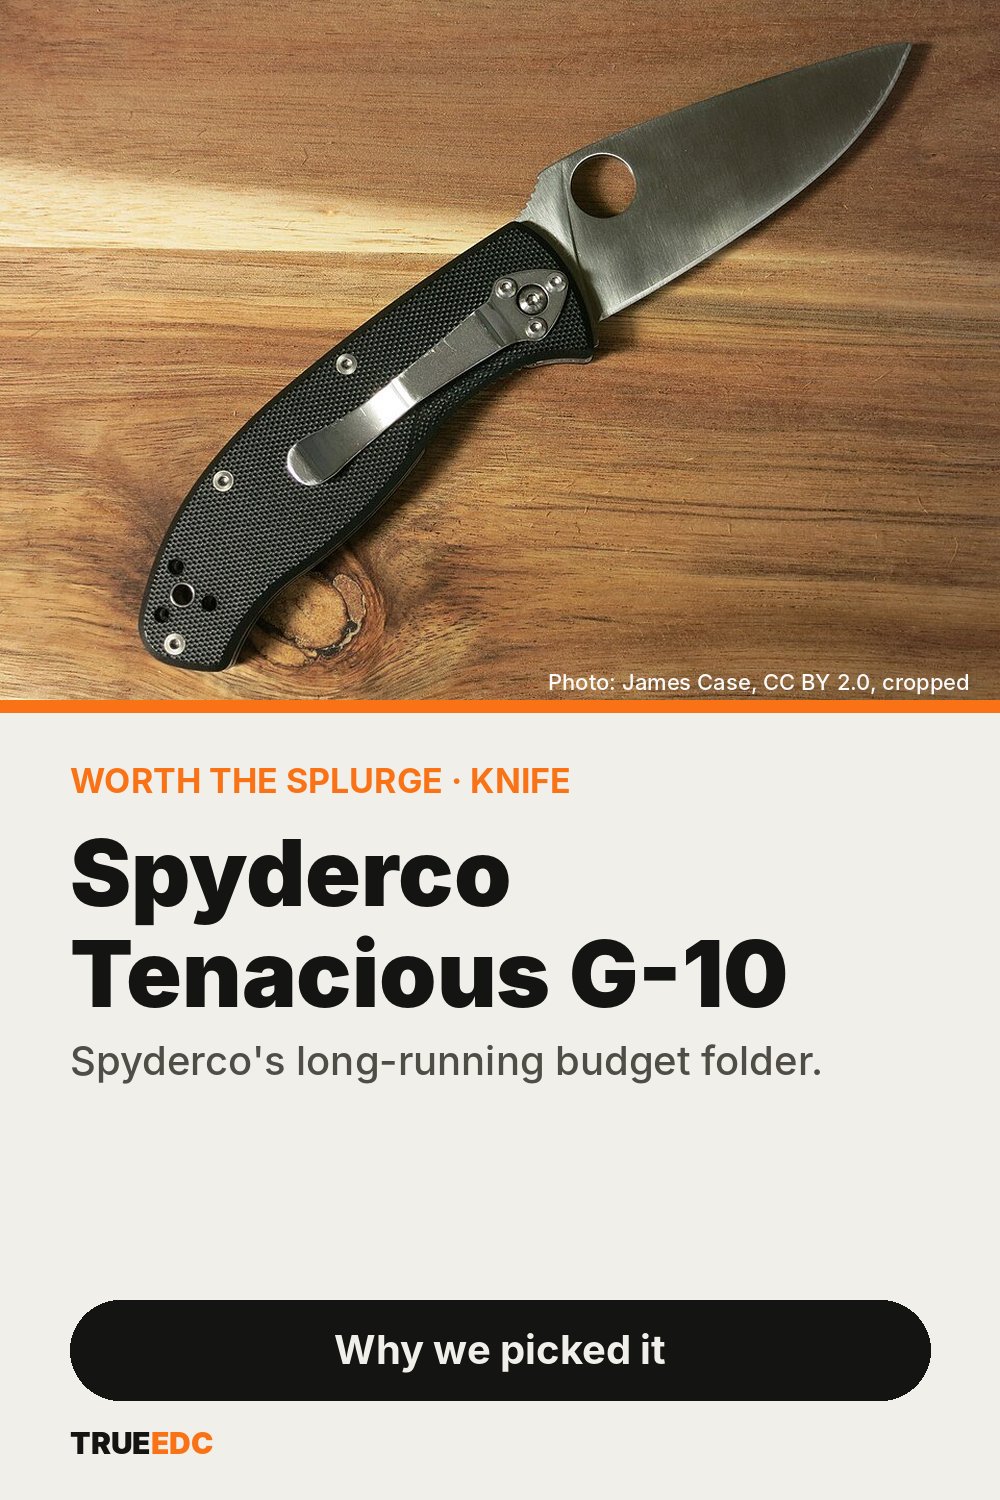 Photo: James Case, CC BY 2.0, cropped
WORTH THE SPLURGE · KNIFE
Spyderco
Tenacious G-10
Spyderco's long-running budget folder.
Why we picked it
TRUEEDC